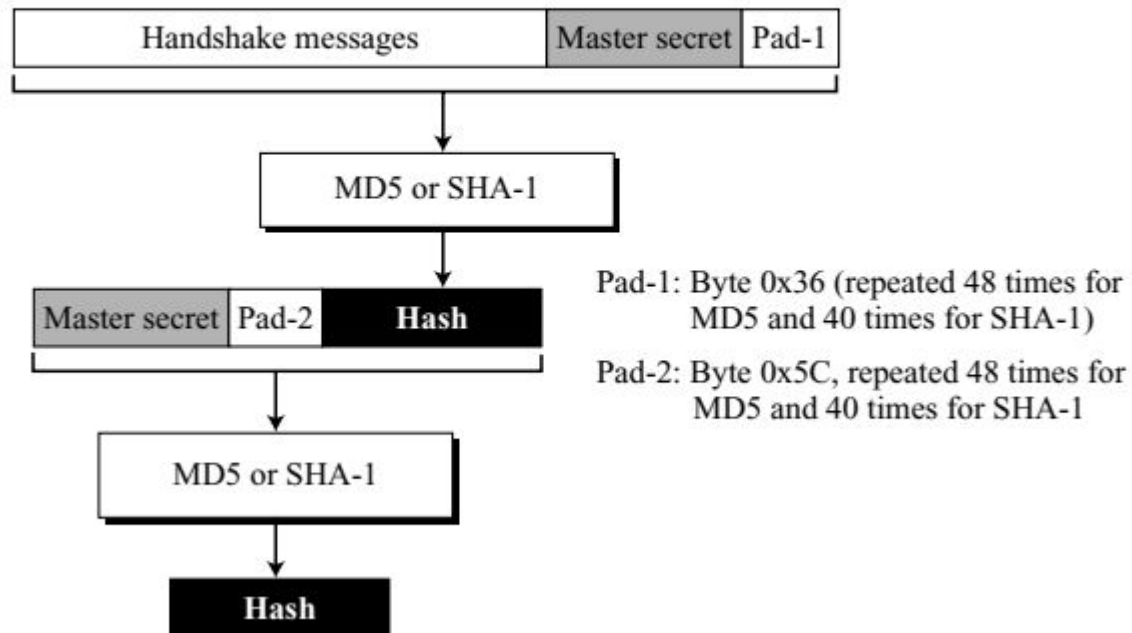 Handshake messages Master secret Pad-1
MD5 or SHA-1
Master secret Pad-2 Hash
Pad-1: Byte 0x36 (repeated 48 times for
MD5 and 40 times for SHA-1)
Pad-2: Byte 0x5C, repeated 48 times for
MD5 and 40 times for SHA-1
MD5 or SHA-1
Hash